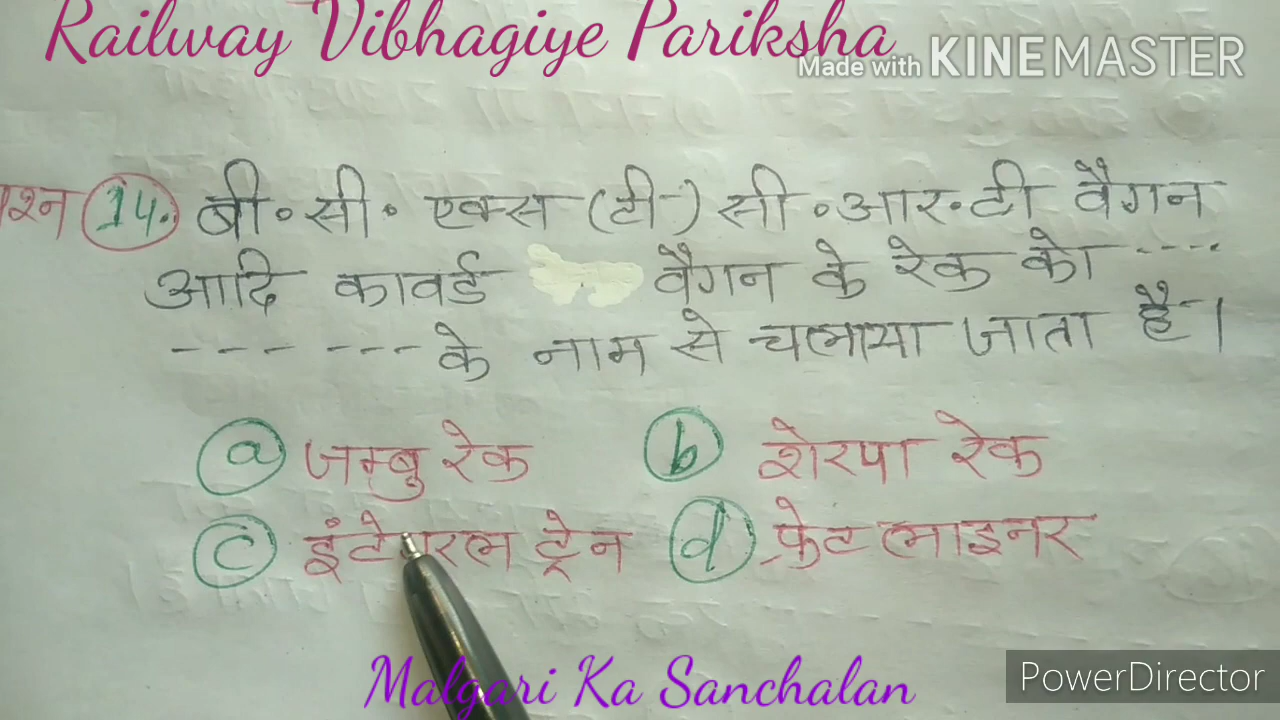 Railway Vibhagiye Pariksha
Made with KINEMASTER
प्रश्न 14. बी॰ सी॰ एक्स (टी) सी॰आर॰टी वैगन
आदि कावर्ड वैगन के रेक को ----
--- --- के नाम से चलाया जाता है।
a जम्बु रेक b शेरपा रेक
c इंटेगरल ट्रेन d फ्रेट लाइनर
Malgari Ka Sanchalan
PowerDirector